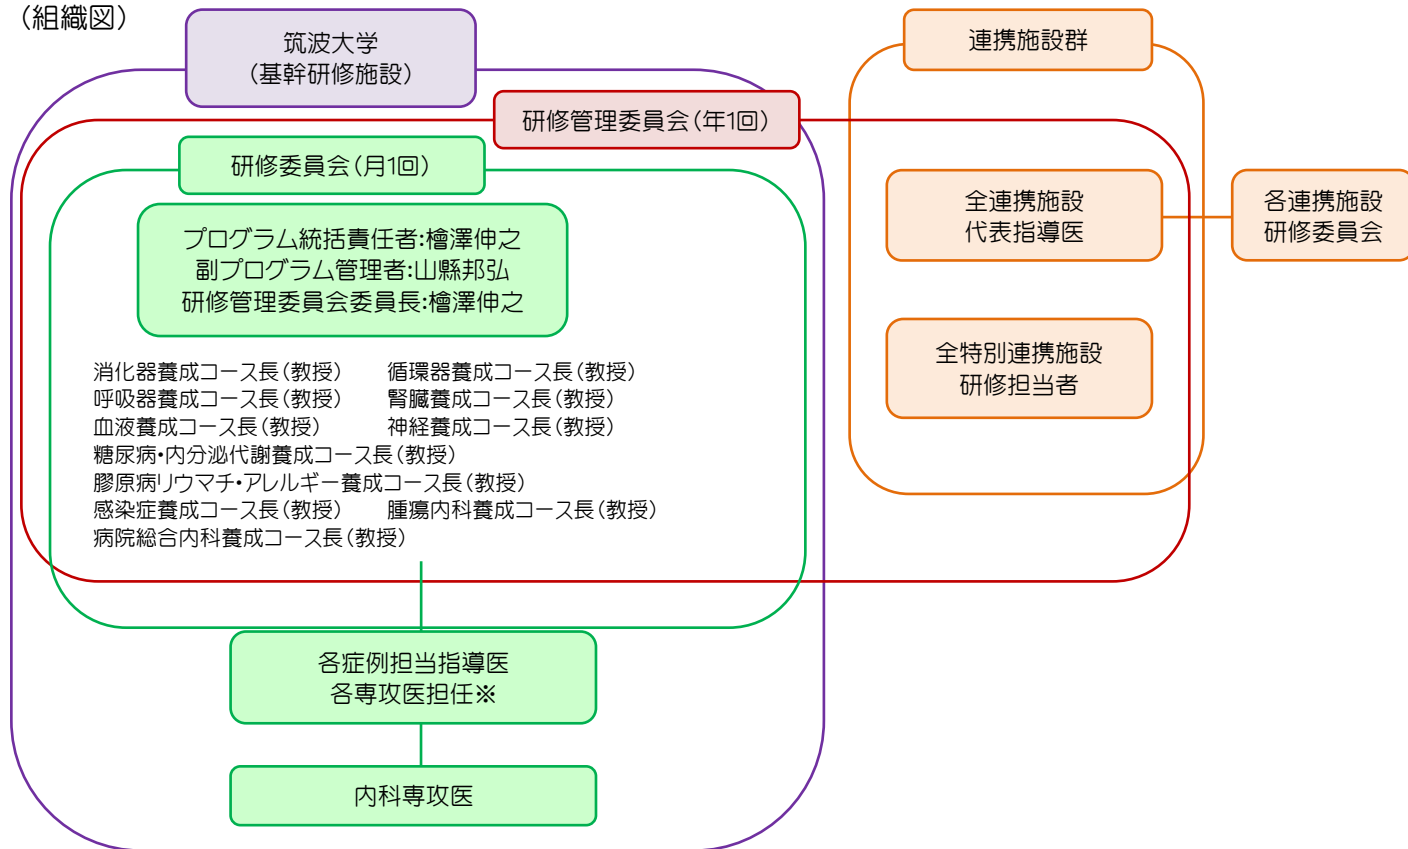 (組織図)
筑波大学
(基幹研修施設)
連携施設群
研修管理委員会(年1回)
研修委員会(月1回)
プログラム統括責任者:檜澤伸之
副プログラム管理者:山縣邦弘
研修管理委員会委員長:檜澤伸之
全連携施設
代表指導医
各連携施設
研修委員会
全特別連携施設
研修担当者
消化器養成コース長(教授) 循環器養成コース長(教授)
呼吸器養成コース長(教授) 腎臓養成コース長(教授)
血液養成コース長(教授) 神経養成コース長(教授)
糖尿病・内分泌代謝養成コース長(教授)
膠原病リウマチ・アレルギー養成コース長(教授)
感染症養成コース長(教授) 腫瘍内科養成コース長(教授)
病院総合内科養成コース長(教授)
各症例担当指導医
各専攻医担任※
内科専攻医